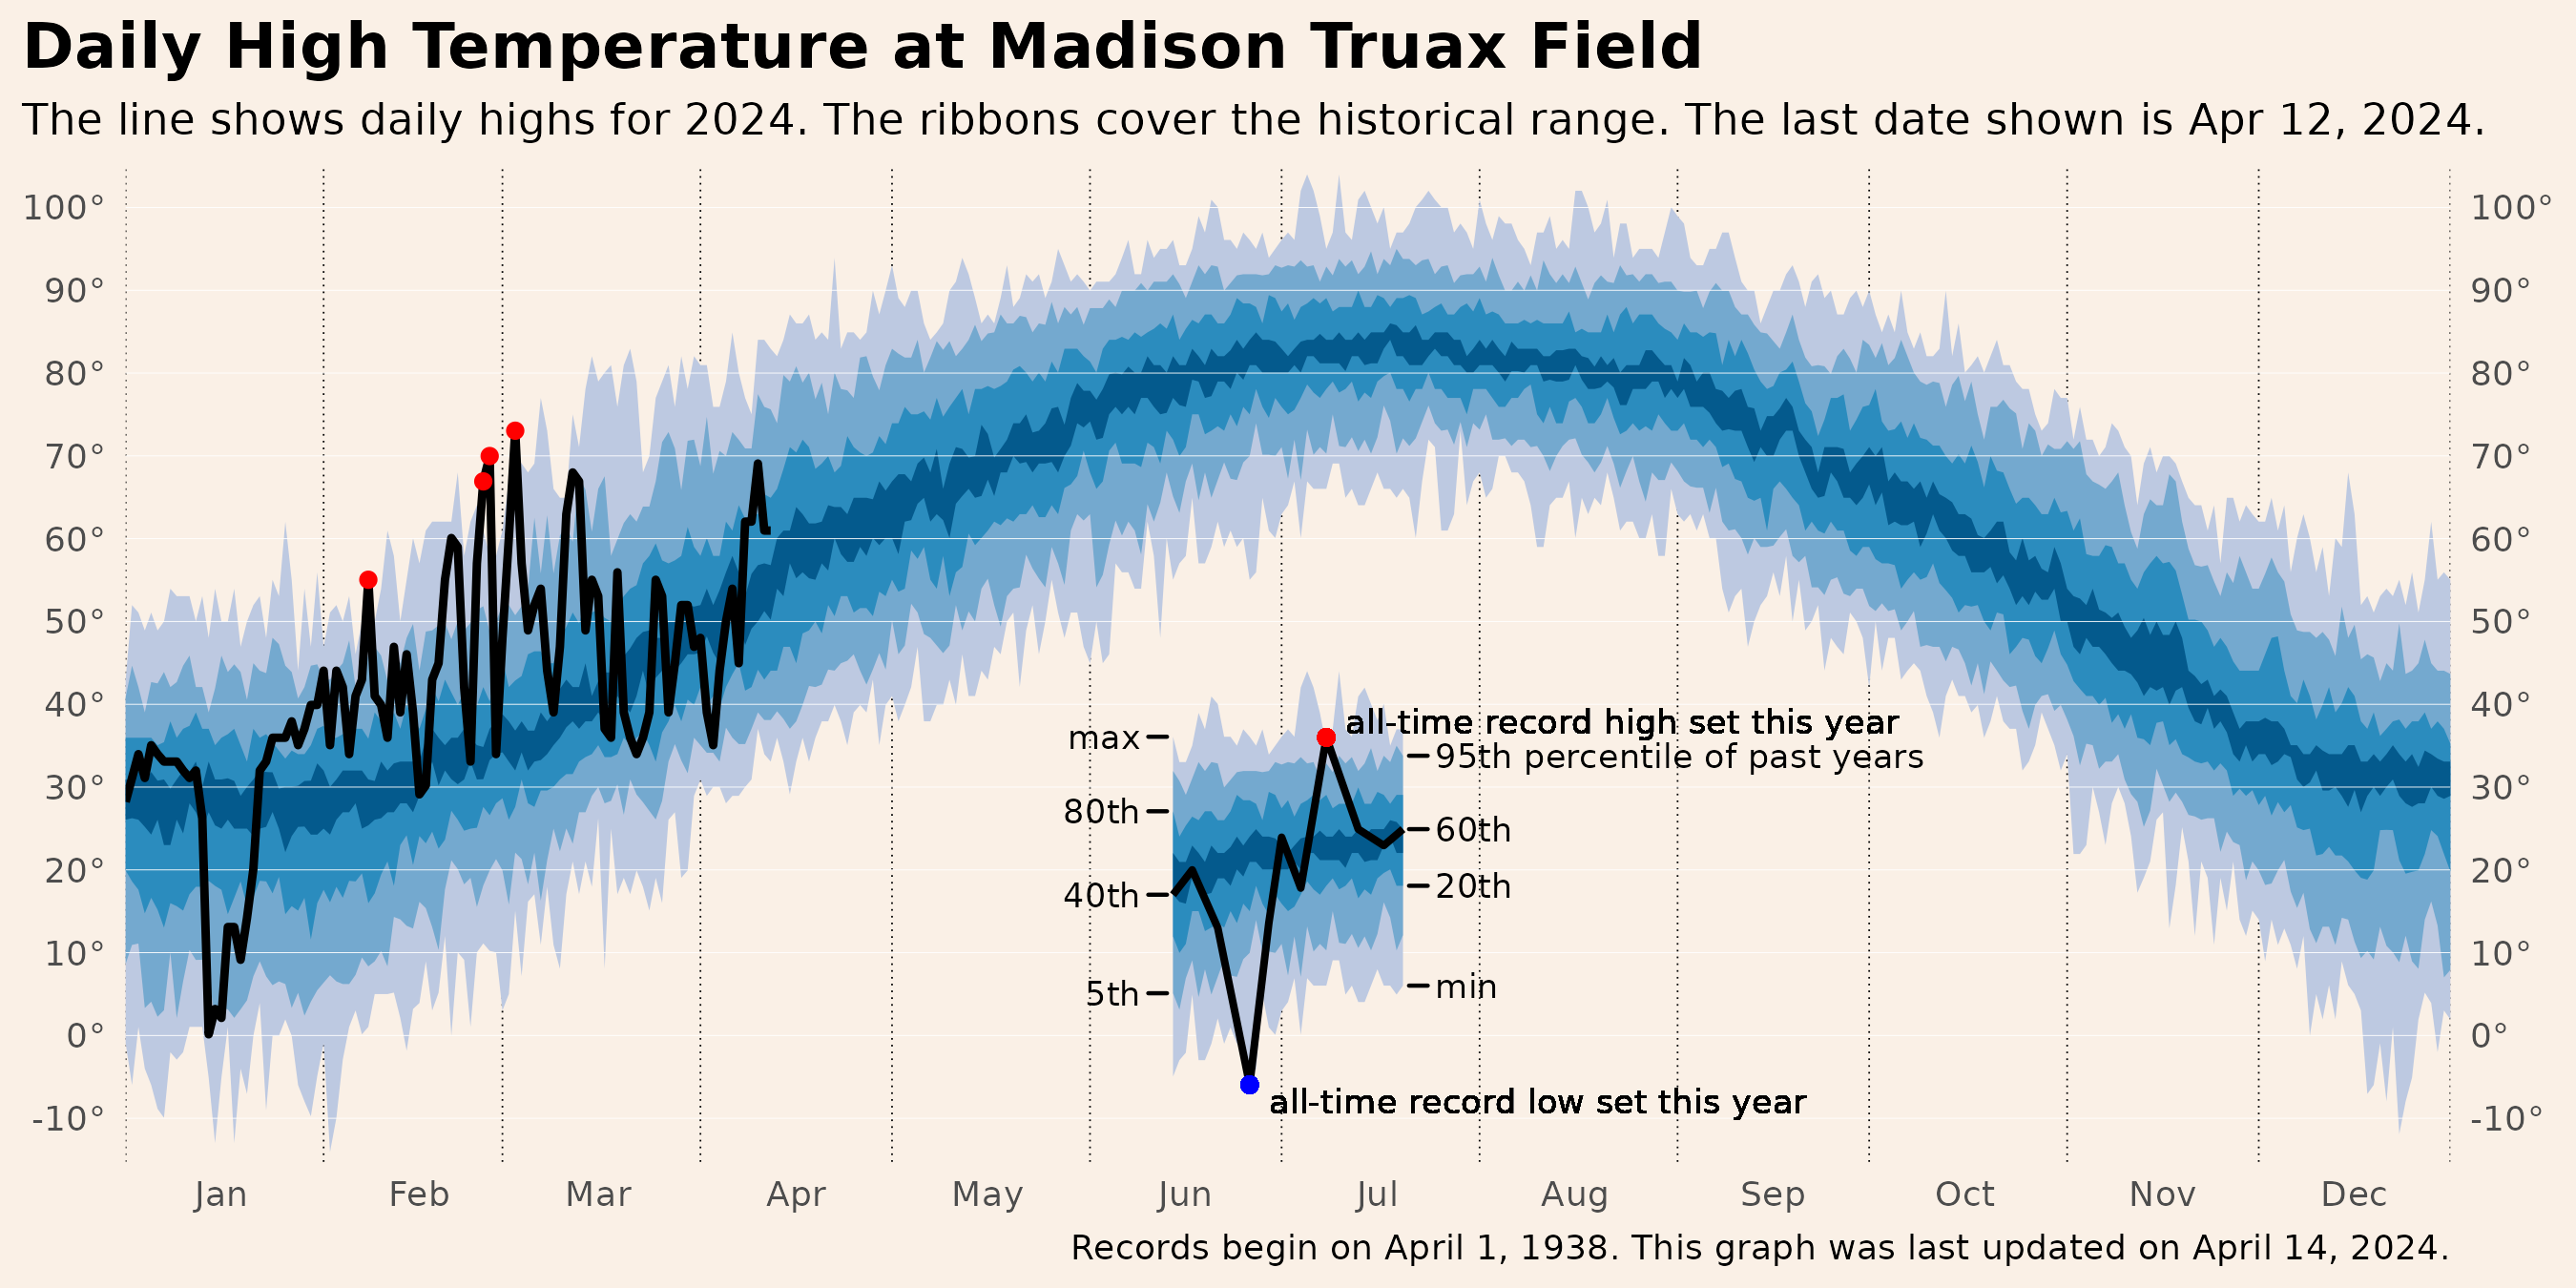 Daily High Temperature at Madison Truax Field
The line shows daily highs for 2024. The ribbons cover the historical range. The last date shown is Apr 12, 2024.
100° 100°
90° 90°
80° 80°
70° 70°
60° 60°
50° 50°
40° 40°
30° 30°
20° 20°
10° 10°
0° 0°
-10° -10°
all-time record high set this year
max
95th percentile of past years
80th
60th
20th
40th
min
5th
all-time record low set this year
Jan Feb Mar Apr May Jun Jul Aug Sep Oct Nov Dec
Records begin on April 1, 1938. This graph was last updated on April 14, 2024.